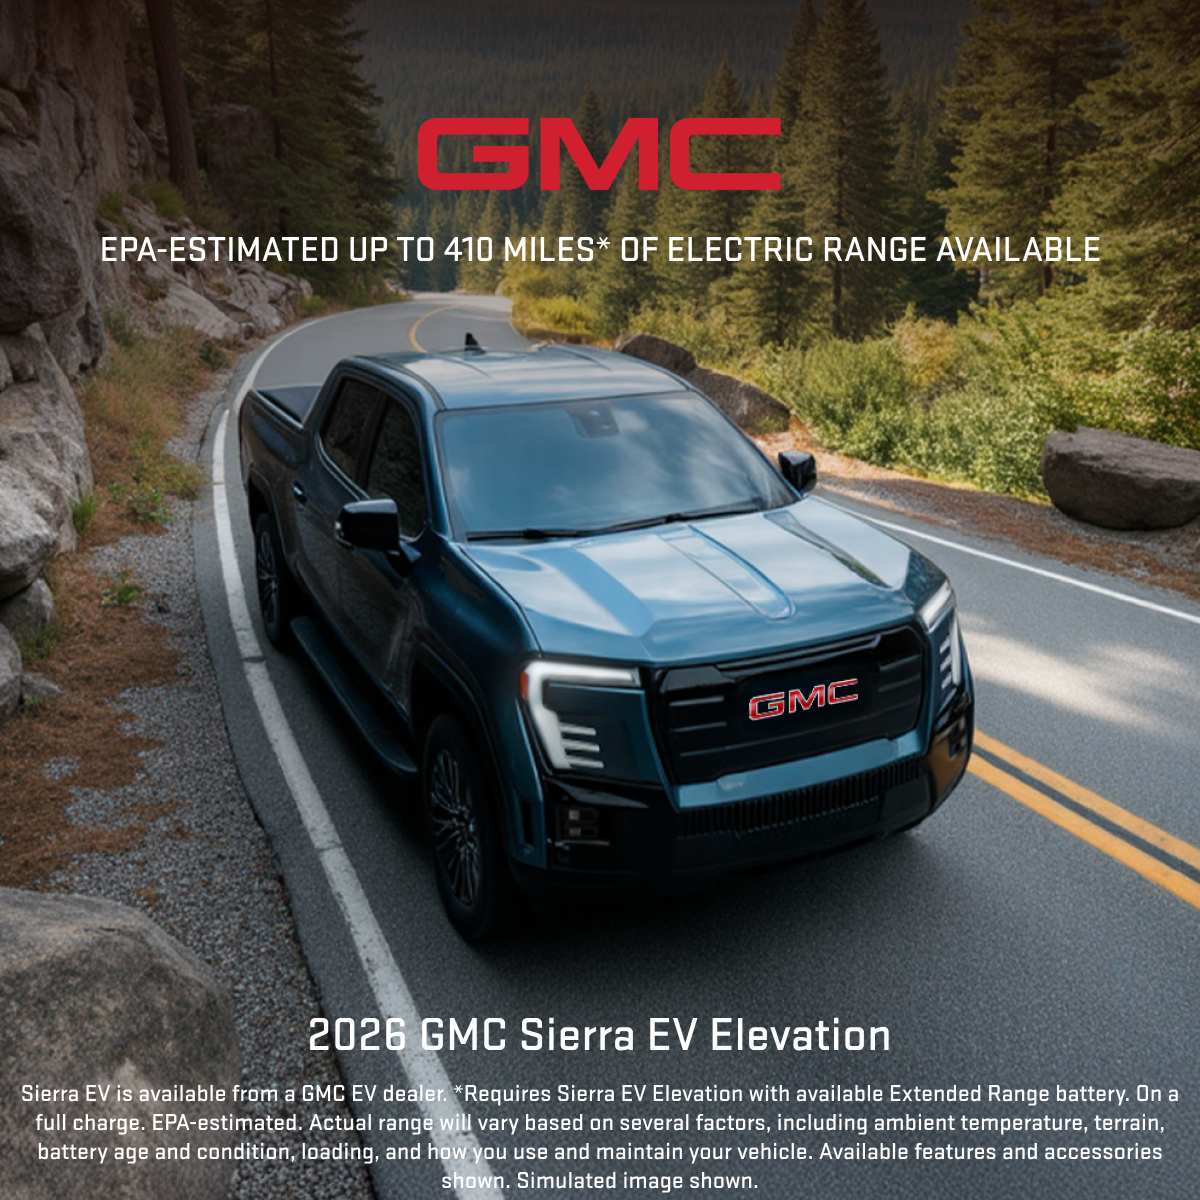 GMC
EPA-ESTIMATED UP TO 410 MILES* OF ELECTRIC RANGE AVAILABLE
GMC
2026 GMC Sierra EV Elevation
Sierra EV is available from a GMC EV dealer. *Requires Sierra EV Elevation with available Extended Range battery. On a
full charge. EPA-estimated. Actual range will vary based on several factors, including ambient temperature, terrain,
battery age and condition, loading, and how you use and maintain your vehicle. Available features and accessories
shown. Simulated image shown.